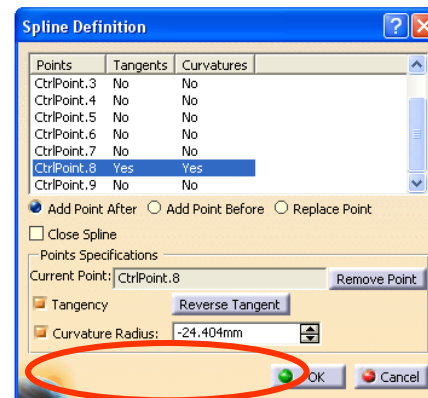 Spline Definition
Points Tangents Curvatures
CtrlPoint.3 No No
CtrlPoint.4 No No
CtrlPoint.5 No No
CtrlPoint.6 No No
CtrlPoint.7 No No
CtrlPoint.8 Yes Yes
CtrlPoint.9 No No
Add Point After Add Point Before Replace Point
Close Spline
Points Specifications
Current Point: CtrlPoint.8 Remove Point
Tangency Reverse Tangent
Curvature Radius: -24.404mm
OK Cancel